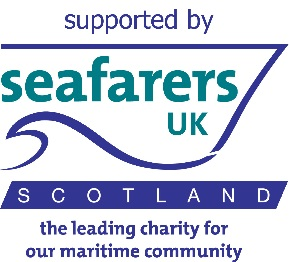 supported by
seafarers
UK
SCOTLAND
the leading charity for
our maritime community